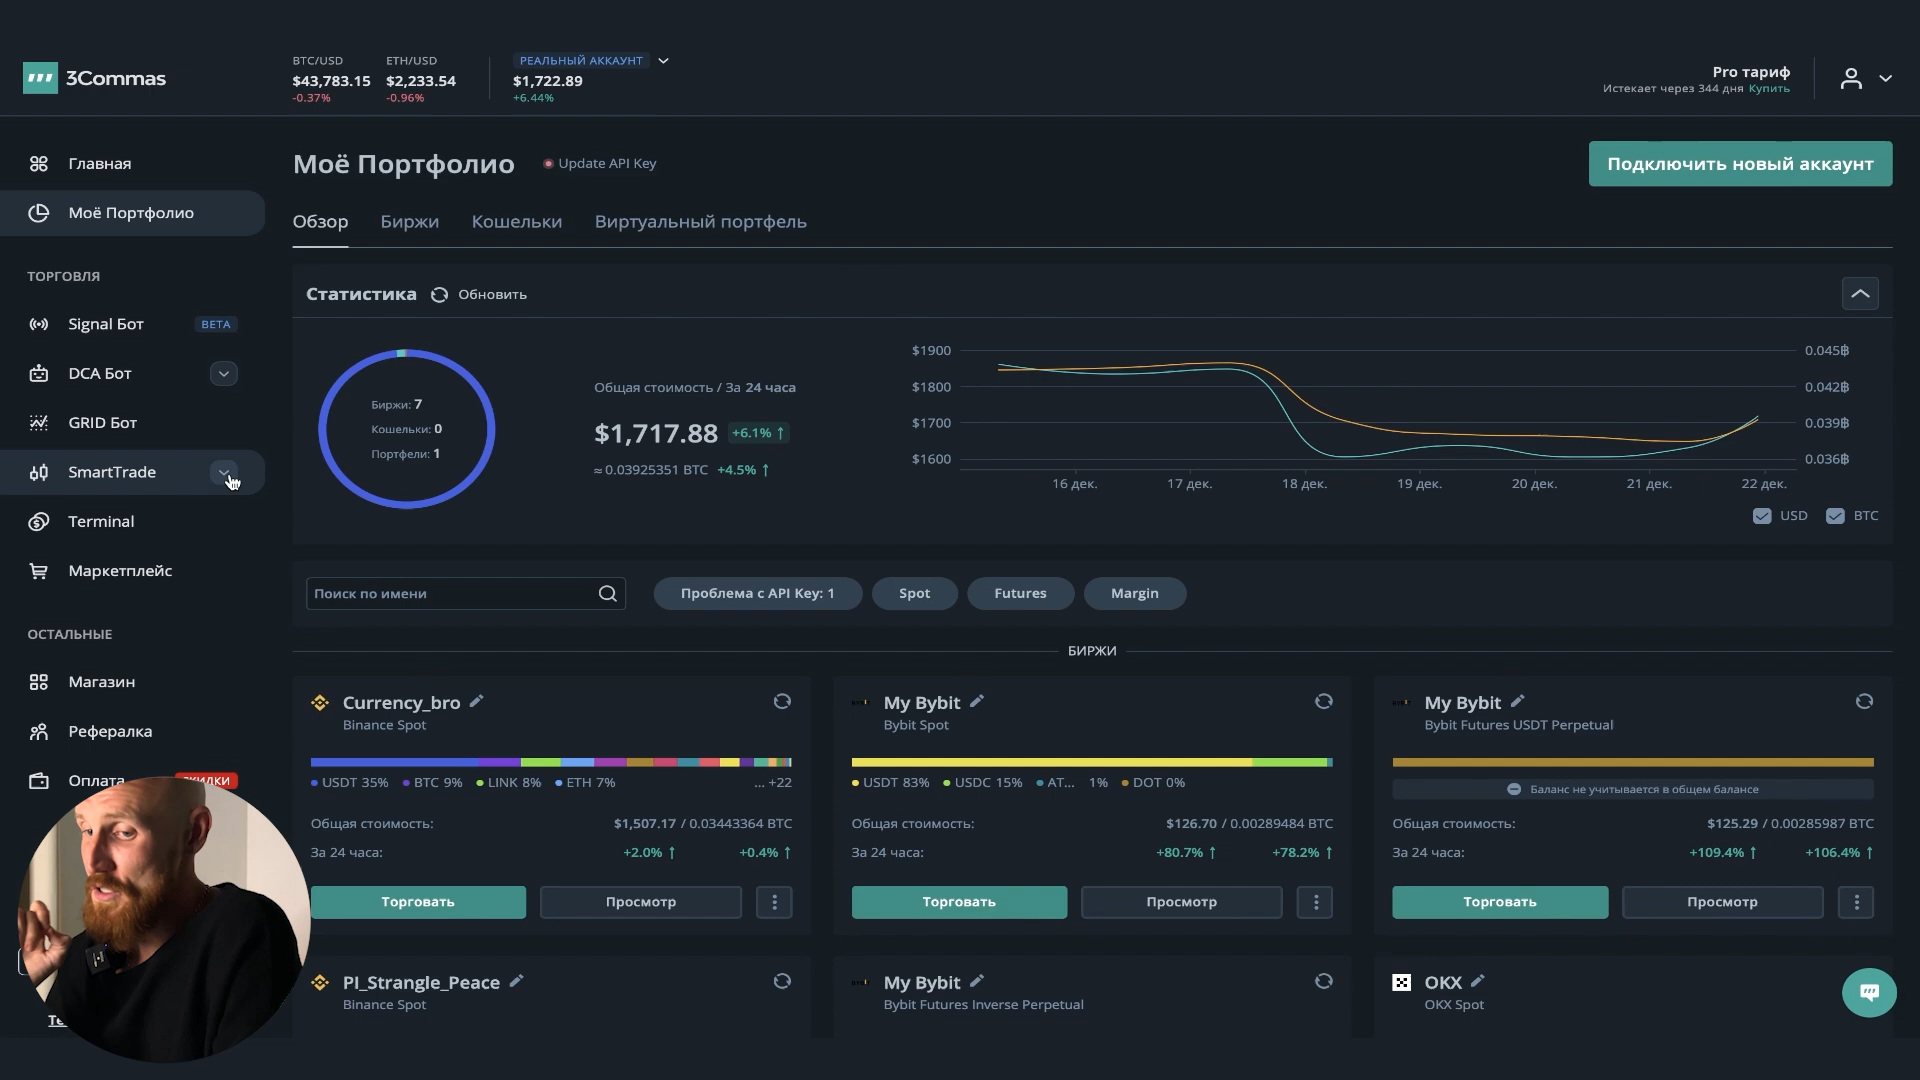 3Commas
BTC/USD
$43,783.15
-0.37%
ETH/USD
$2,233.54
-0.96%
РЕАЛЬНЫЙ АККАУНТ
$1,722.89
+6.44%
Pro тариф
Истекает через 344 дня Купить
Главная
Моё Портфолио
ТОРГОВЛЯ
Signal Бот BETA
DCA Бот
GRID Бот
SmartTrade
Terminal
Маркетплейс
ОСТАЛЬНЫЕ
Магазин
Рефералка
Оплата
Моё Портфолио
Update API Key
Подключить новый аккаунт
Обзор Биржи Кошельки Виртуальный портфель
Статистика Обновить
Биржи: 7
Кошельки: 0
Портфели: 1
Общая стоимость / За 24 часа
$1,717.88 +6.1% ↑
≈ 0.03925351 BTC +4.5% ↑
$1900 0.045฿
$1800 0.042฿
$1700 0.039฿
$1600 0.036฿
16 дек. 17 дек. 18 дек. 19 дек. 20 дек. 21 дек. 22 дек.
USD BTC
Поиск по имени
Проблема с API Key: 1 Spot Futures Margin
БИРЖИ
Currency_bro
Binance Spot
USDT 35% BTC 9% LINK 8% ETH 7% ... +22
Общая стоимость: $1,507.17 / 0.03443364 BTC
За 24 часа: +2.0% ↑ +0.4% ↑
Торговать Просмотр
My Bybit
Bybit Spot
USDT 83% USDC 15% AT... 1% DOT 0%
Общая стоимость: $126.70 / 0.00289484 BTC
За 24 часа: +80.7% ↑ +78.2% ↑
Торговать Просмотр
My Bybit
Bybit Futures USDT Perpetual
Баланс не учитывается в общем балансе
Общая стоимость: $125.29 / 0.00285987 BTC
За 24 часа: +109.4% ↑ +106.4% ↑
Торговать Просмотр
PI_Strangle_Peace
Binance Spot
My Bybit
Bybit Futures Inverse Perpetual
OKX
OKX Spot